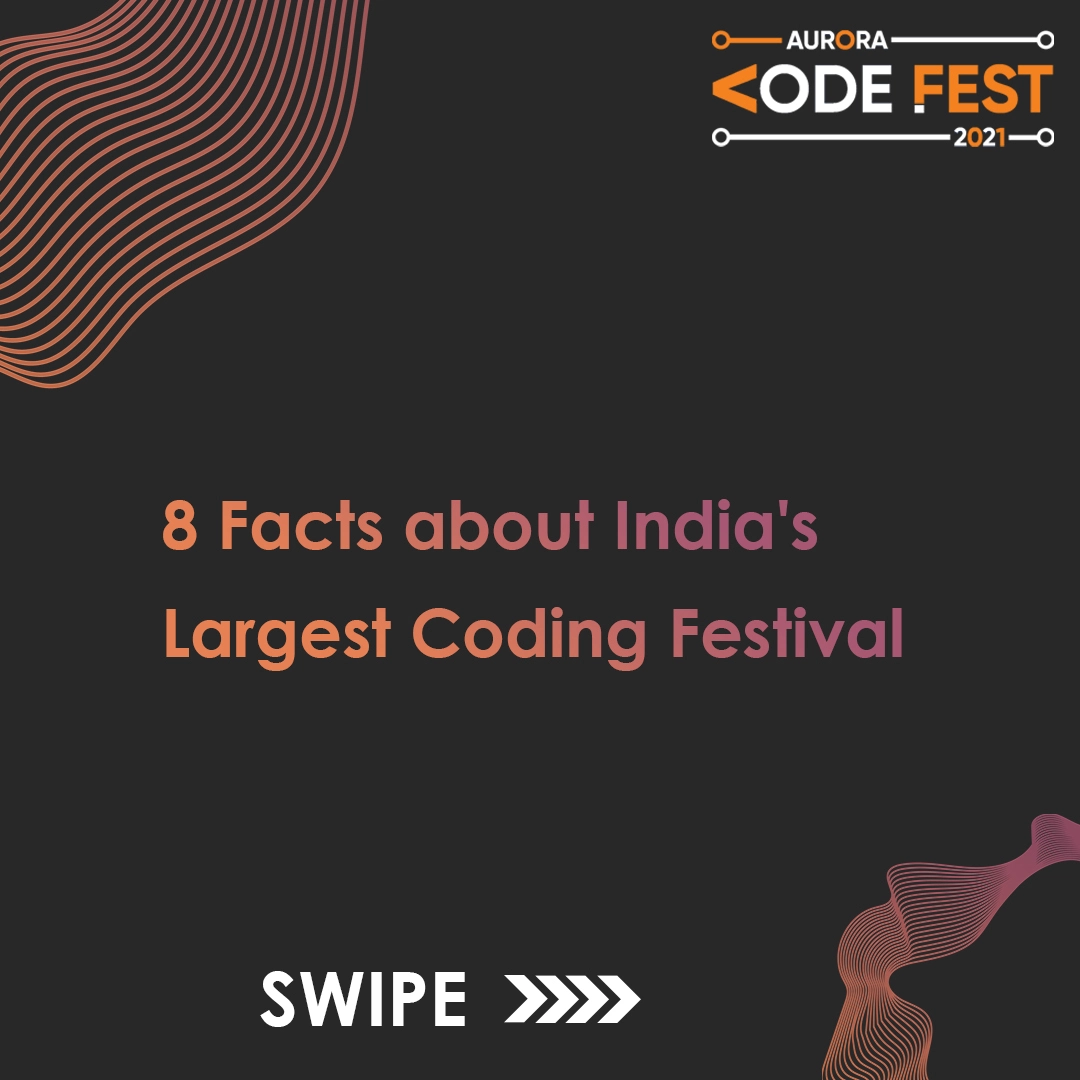 AURORA
<ODE FEST
2021
8 Facts about India's
Largest Coding Festival
SWIPE